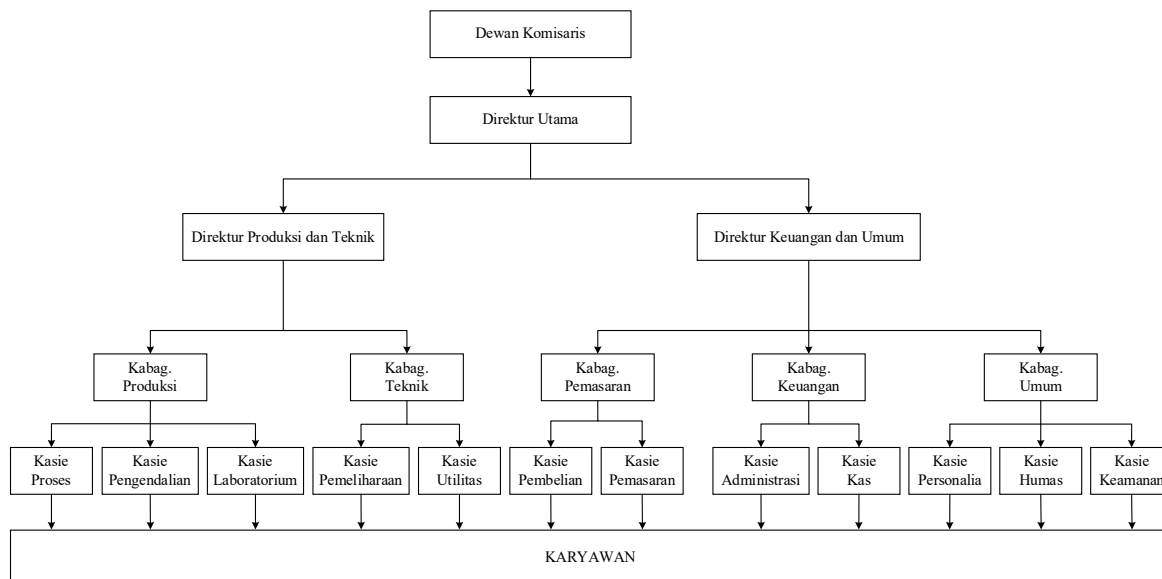 Dewan Komisaris
Direktur Utama
Direktur Produksi dan Teknik
Direktur Keuangan dan Umum
Kabag.
Produksi
Kabag.
Teknik
Kabag.
Pemasaran
Kabag.
Keuangan
Kabag.
Umum
Kasie
Proses
Kasie
Pengendalian
Kasie
Laboratorium
Kasie
Pemeliharaan
Kasie
Utilitas
Kasie
Pembelian
Kasie
Pemasaran
Kasie
Administrasi
Kasie
Kas
Kasie
Personalia
Kasie
Humas
Kasie
Keamanan
KARYAWAN